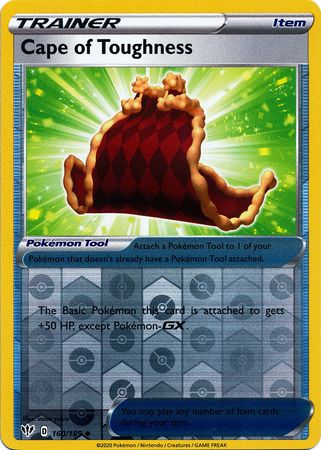 TRAINER Item
Cape of Toughness
Pokémon Tool Attach a Pokémon Tool to 1 of your
Pokémon that doesn't already have a Pokémon Tool attached.
The Basic Pokémon this card is attached to gets
+50 HP, except Pokémon-GX.
You may play any number of Item cards
during your turn.
D 160/189
©2020 Pokémon / Nintendo / Creatures / GAME FREAK